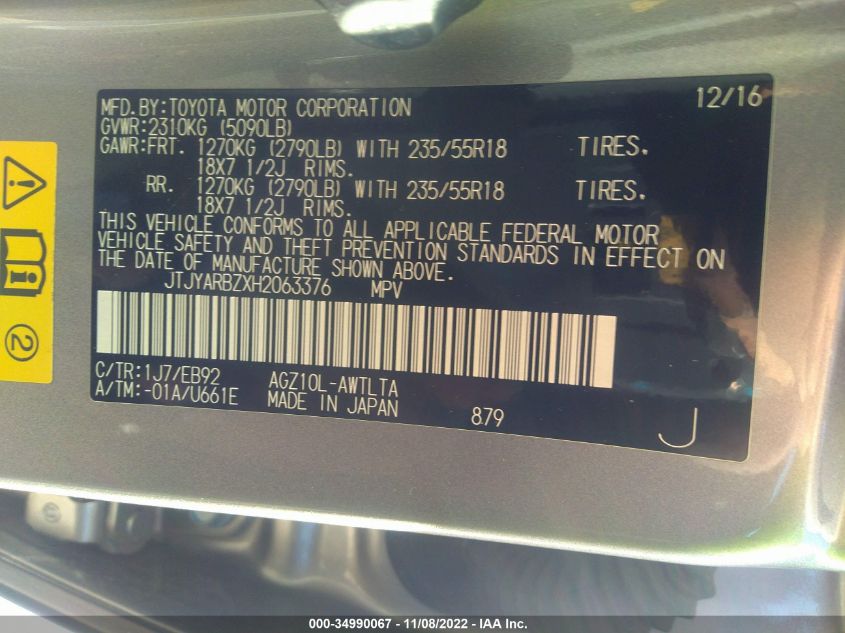 MFD.BY:TOYOTA MOTOR CORPORATION 12/16
GVWR:2310KG (5090LB)
GAWR:FRT. 1270KG (2790LB) WITH 235/55R18 TIRES.
18X7 1/2J RIMS.
RR. 1270KG (2790LB) WITH 235/55R18 TIRES.
18X7 1/2J RIMS.
THIS VEHICLE CONFORMS TO ALL APPLICABLE FEDERAL MOTOR
VEHICLE SAFETY AND THEFT PREVENTION STANDARDS IN EFFECT ON
THE DATE OF MANUFACTURE SHOWN ABOVE.
JTJYARBZXH2063376 MPV
C/TR:1J7/EB92 AGZ10L-AWTLTA
A/TM:-01A/U661E MADE IN JAPAN 879
J
2
000-34990067 - 11/08/2022 - IAA Inc.